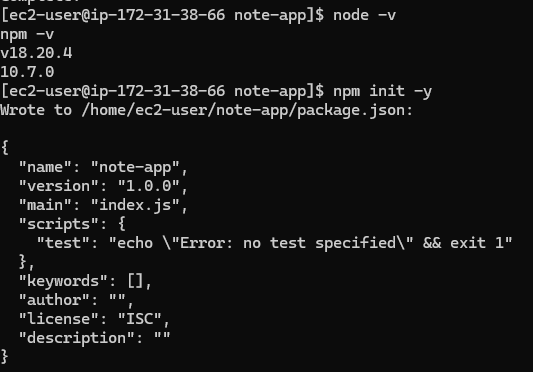 [ec2-user@ip-172-31-38-66 note-app]$ node -v
npm -v
v18.20.4
10.7.0
[ec2-user@ip-172-31-38-66 note-app]$ npm init -y
Wrote to /home/ec2-user/note-app/package.json:

{
  "name": "note-app",
  "version": "1.0.0",
  "main": "index.js",
  "scripts": {
    "test": "echo \"Error: no test specified\" && exit 1"
  },
  "keywords": [],
  "author": "",
  "license": "ISC",
  "description": ""
}